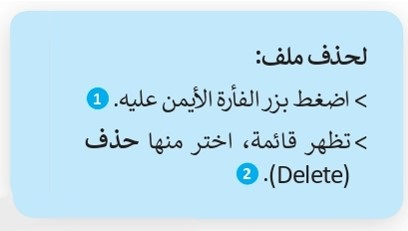 لحذف ملف:
> اضغط بزر الفأرة الأيمن عليه. 1
> تظهر قائمة، اختر منها حذف
(Delete). 2